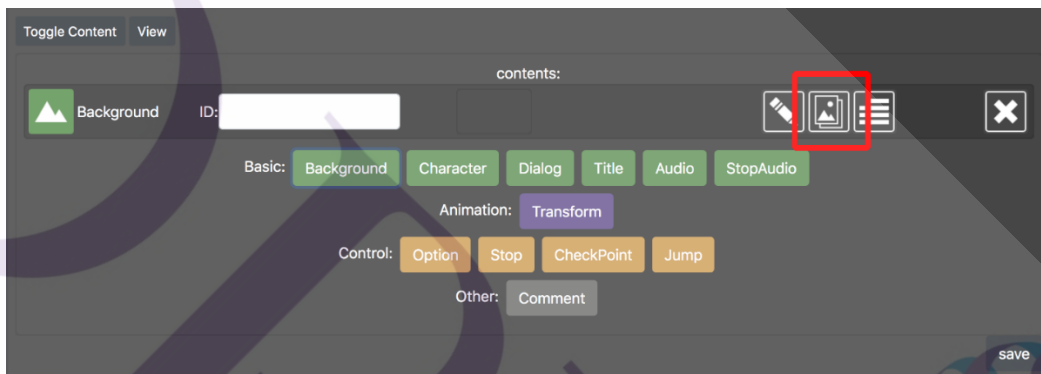 Toggle Content View
contents:
Background ID:
Basic: Background Character Dialog Title Audio StopAudio
Animation: Transform
Control: Option Stop CheckPoint Jump
Other: Comment
save